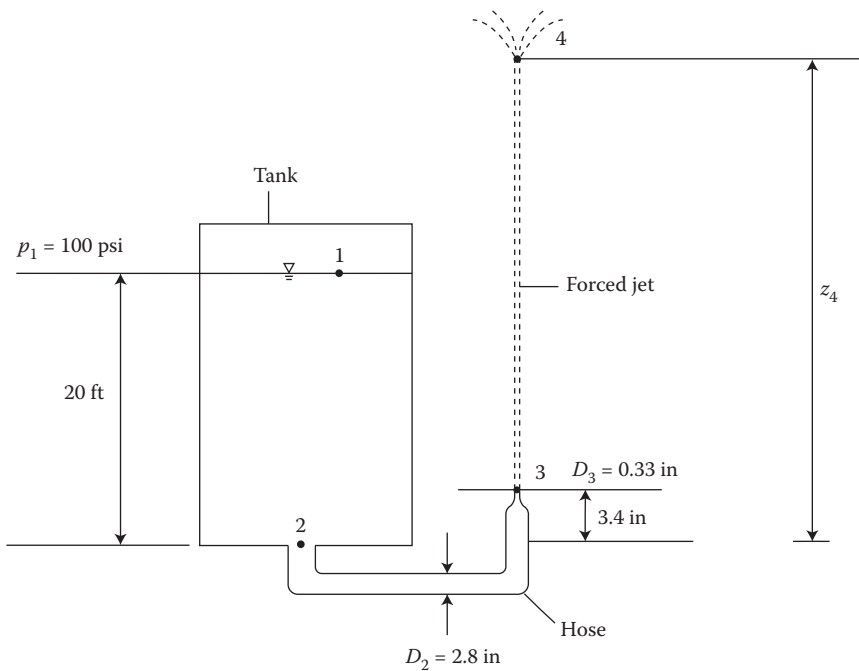 4
Tank
p₁ = 100 psi
1
Forced jet
z₄
20 ft
3
D₃ = 0.33 in
3.4 in
2
Hose
D₂ = 2.8 in